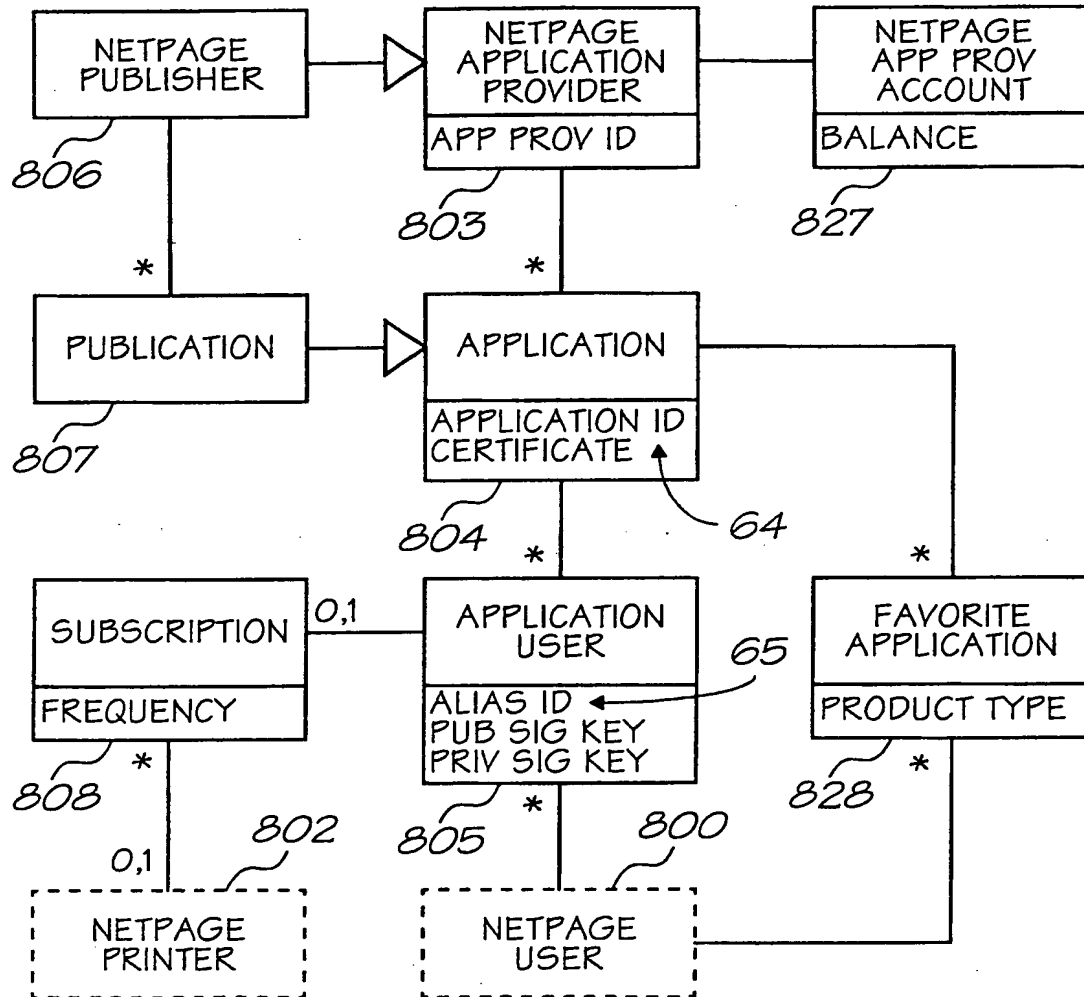 NETPAGE
PUBLISHER
806
NETPAGE
APPLICATION
PROVIDER
APP PROV ID
803
NETPAGE
APP PROV
ACCOUNT
BALANCE
827
*
*
PUBLICATION
807
APPLICATION
APPLICATION ID
CERTIFICATE
804
64
*
*
SUBSCRIPTION
FREQUENCY
808
0,1
APPLICATION
USER
ALIAS ID
PUB SIG KEY
PRIV SIG KEY
805
65
FAVORITE
APPLICATION
PRODUCT TYPE
828
*
*
*
802
0,1
800
NETPAGE
PRINTER
NETPAGE
USER